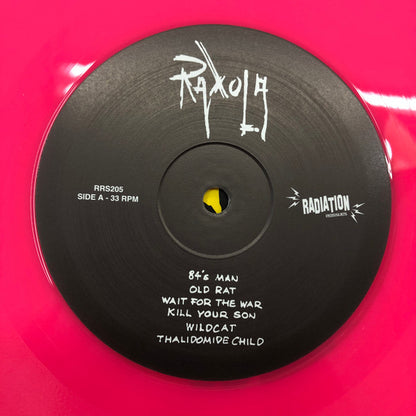 RAXOLA
RRS205
SIDE A - 33 RPM
RADIATION
84's MAN
OLD RAT
WAIT FOR THE WAR
KILL YOUR SON
WILDCAT
THALIDOMIDE CHILD